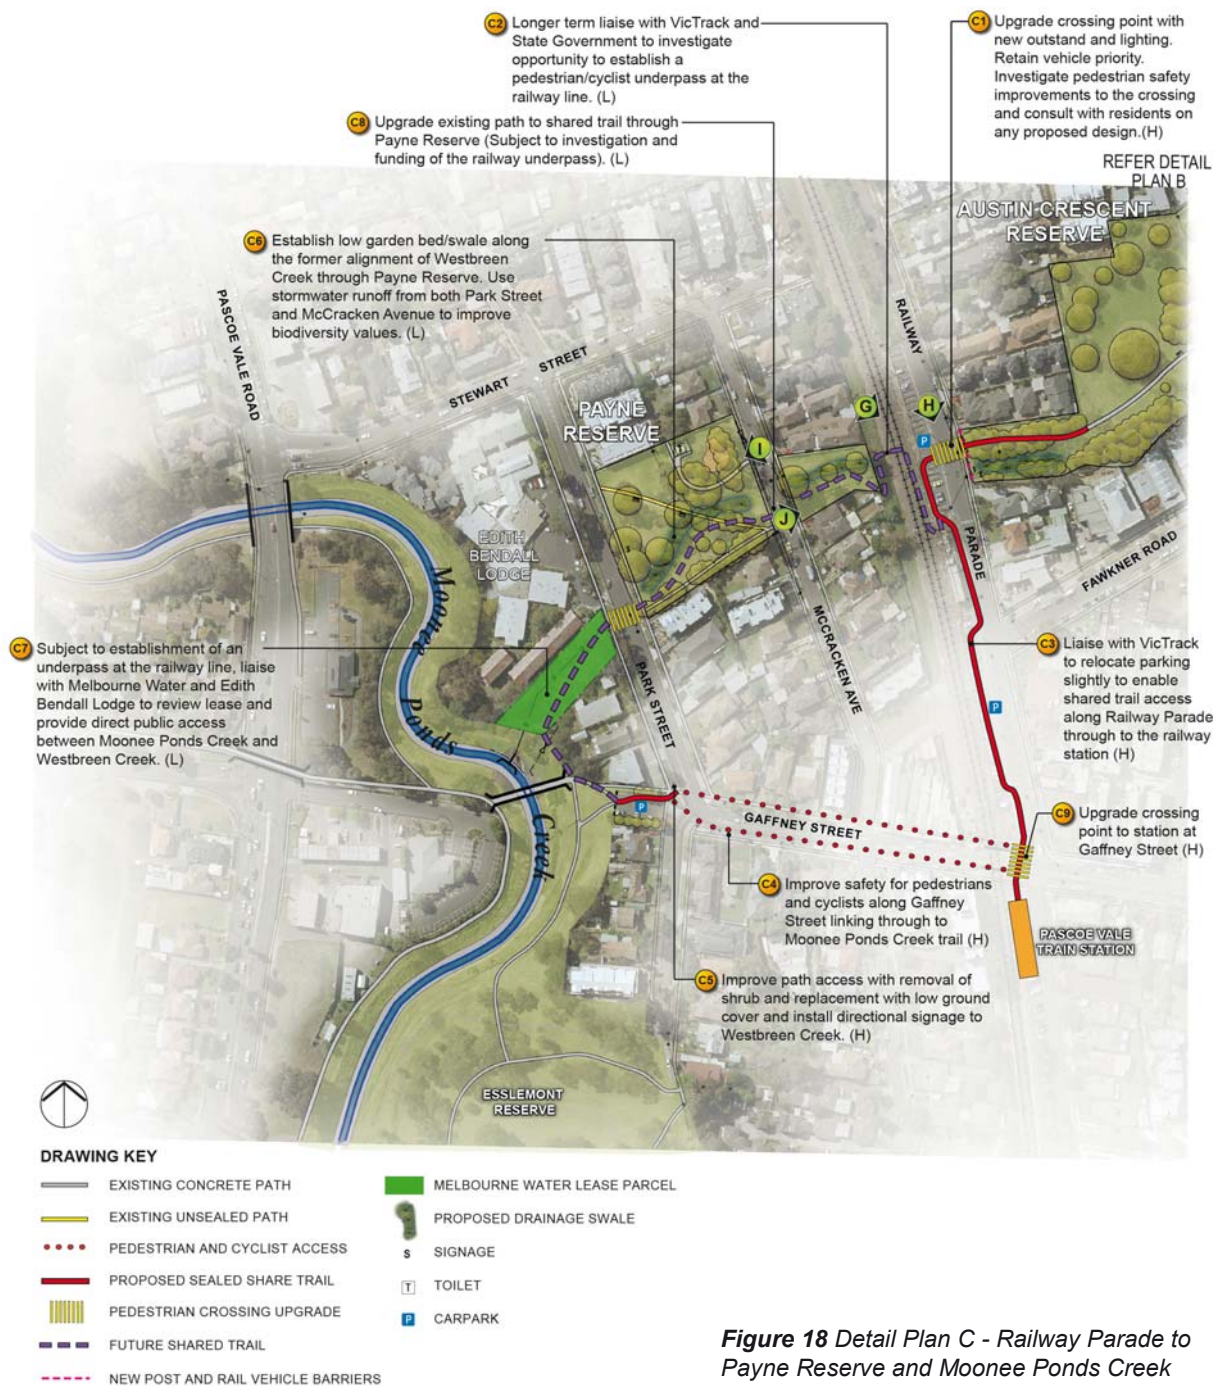 C2 Longer term liaise with VicTrack and
State Government to investigate
opportunity to establish a
pedestrian/cyclist underpass at the
railway line. (L)
C1 Upgrade crossing point with
new outstand and lighting.
Retain vehicle priority.
Investigate pedestrian safety
improvements to the crossing
and consult with residents on
any proposed design.(H)
C8 Upgrade existing path to shared trail through
Payne Reserve (Subject to investigation and
funding of the railway underpass). (L)
REFER DETAIL
PLAN B
AUSTIN CRESCENT
RESERVE
C6 Establish low garden bed/swale along
the former alignment of Westbreen
Creek through Payne Reserve. Use
stormwater runoff from both Park Street
and McCracken Avenue to improve
biodiversity values. (L)
PASCOE VALE ROAD
STEWART STREET
RAILWAY
PARADE
PAYNE
RESERVE
G
H
I
J
T
P
EDITH
BENDALL
LODGE
FAWKNER ROAD
MCCRACKEN AVE
PARK STREET
Moonee
Ponds
Creek
C7 Subject to establishment of an
underpass at the railway line, liaise
with Melbourne Water and Edith
Bendall Lodge to review lease and
provide direct public access
between Moonee Ponds Creek and
Westbreen Creek. (L)
C3 Liaise with VicTrack
to relocate parking
slightly to enable
shared trail access
along Railway Parade
through to the railway
station (H)
P
P
GAFFNEY STREET
C9 Upgrade crossing
point to station at
Gaffney Street (H)
C4 Improve safety for pedestrians
and cyclists along Gaffney
Street linking through to
Moonee Ponds Creek trail (H)
PASCOE VALE
TRAIN STATION
C5 Improve path access with removal of
shrub and replacement with low ground
cover and install directional signage to
Westbreen Creek. (H)
ESSLEMONT
RESERVE
DRAWING KEY
EXISTING CONCRETE PATH
EXISTING UNSEALED PATH
PEDESTRIAN AND CYCLIST ACCESS
PROPOSED SEALED SHARE TRAIL
PEDESTRIAN CROSSING UPGRADE
FUTURE SHARED TRAIL
NEW POST AND RAIL VEHICLE BARRIERS
MELBOURNE WATER LEASE PARCEL
PROPOSED DRAINAGE SWALE
S SIGNAGE
T TOILET
P CARPARK
Figure 18 Detail Plan C - Railway Parade to
Payne Reserve and Moonee Ponds Creek